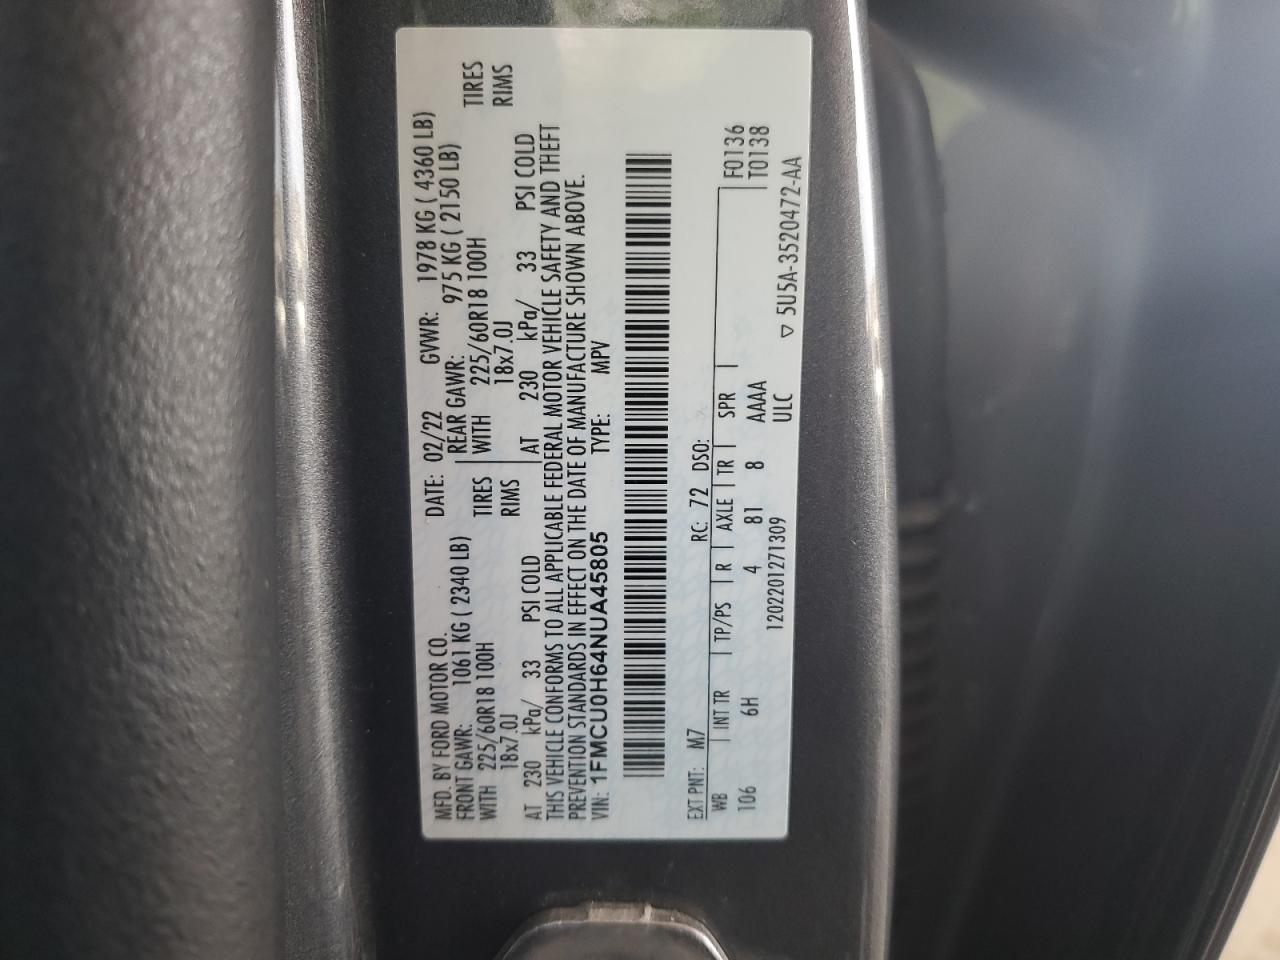 MFD. BY FORD MOTOR CO. DATE: 02/22 GVWR: 1978 KG ( 4360 LB)
FRONT GAWR: 1061 KG ( 2340 LB) REAR GAWR: 975 KG ( 2150 LB)
WITH 225/60R18 100H TIRES WITH 225/60R18 100H TIRES
18x7.0J RIMS 18x7.0J RIMS
AT 230 kPa/ 33 PSI COLD AT 230 kPa/ 33 PSI COLD
THIS VEHICLE CONFORMS TO ALL APPLICABLE FEDERAL MOTOR VEHICLE SAFETY AND THEFT
PREVENTION STANDARDS IN EFFECT ON THE DATE OF MANUFACTURE SHOWN ABOVE.
VIN: 1FMCU0H64NUA45805 TYPE: MPV
EXT PNT: M7 RC: 72 DSO:
WB INT TR TP/PS R AXLE TR SPR F0136
106 6H 4 81 8 AAAA T0138
120220127​1309 ULC ▽ 5U5A-3520472-AA